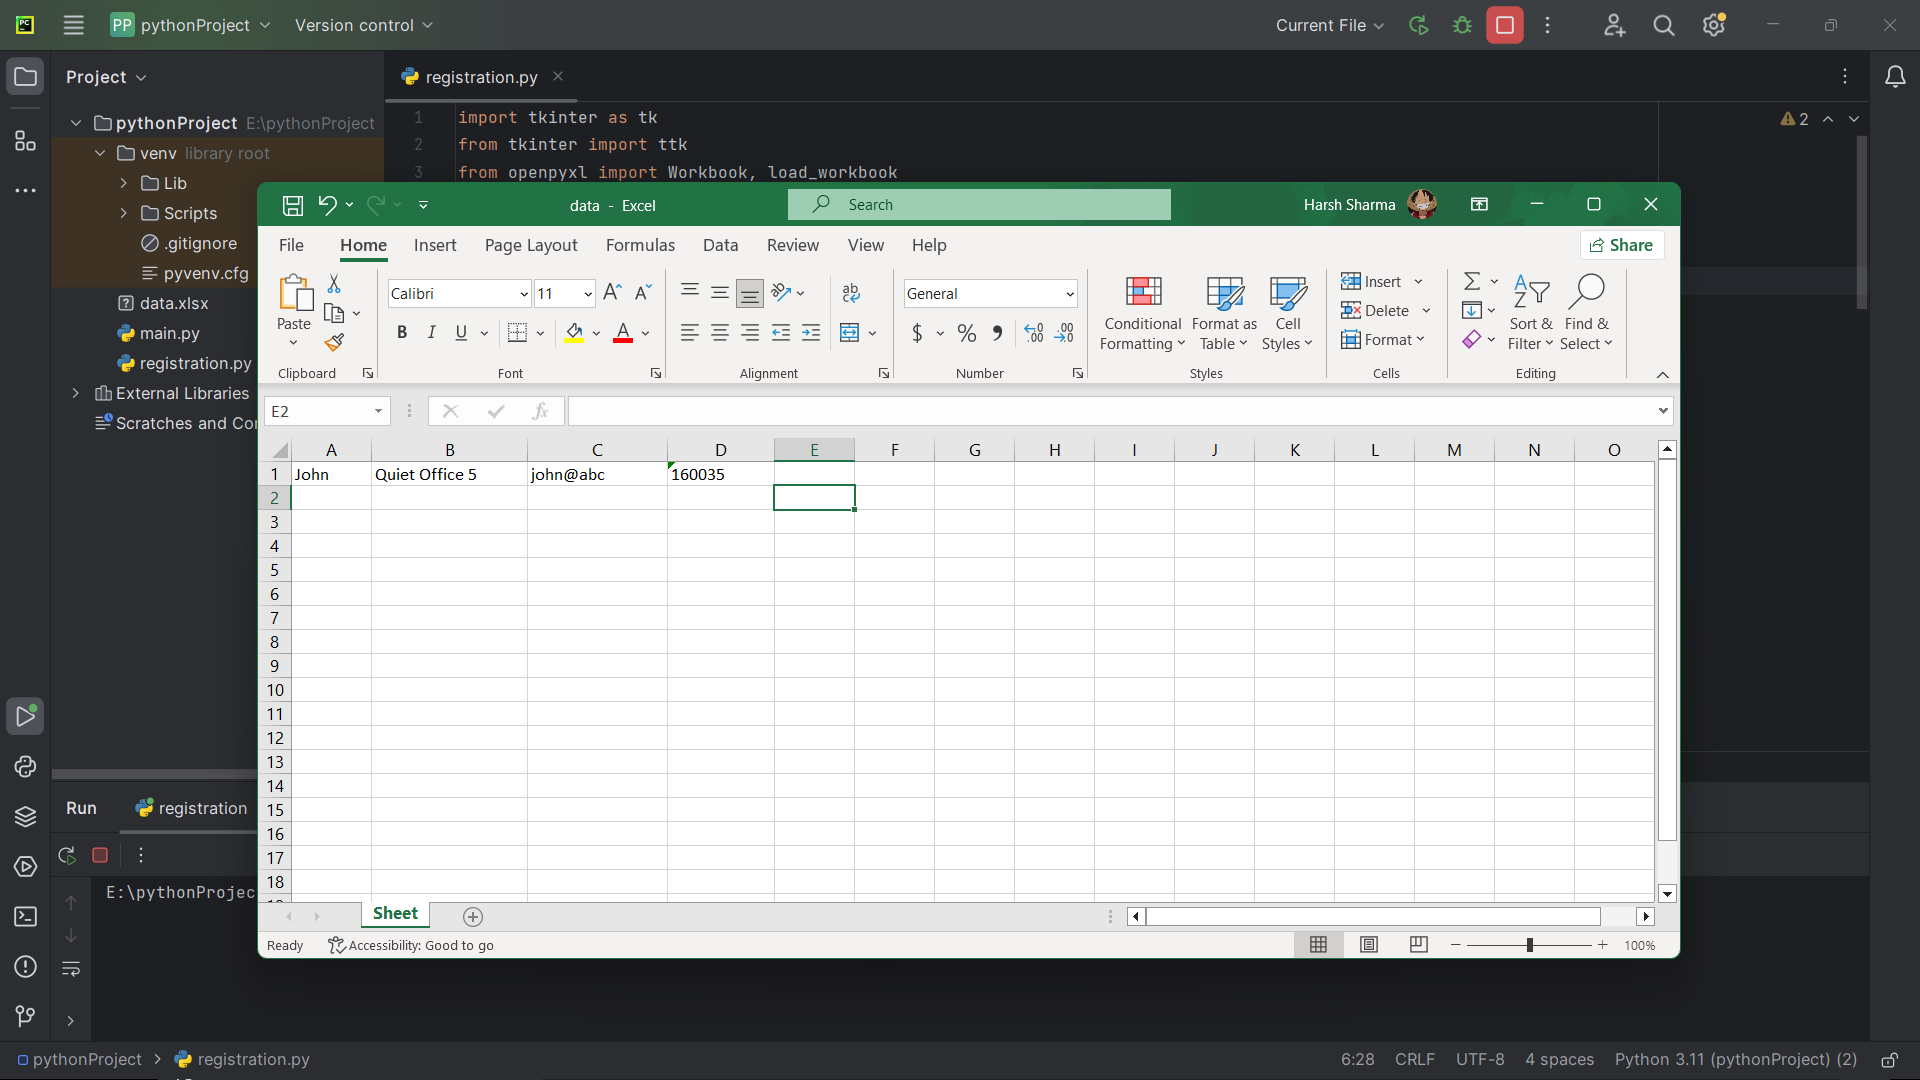 PP pythonProject Version control Current File
Project
registration.py
pythonProject E:\pythonProject
venv library root
Lib
Scripts
.gitignore
pyvenv.cfg
data.xlsx
main.py
registration.py
External Libraries
1 import tkinter as tk
2 from tkinter import ttk
3 from openpyxl import Workbook, load_workbook
2
data - Excel
Search
Harsh Sharma
File Home Insert Page Layout Formulas Data Review View Help
Share
Paste
Clipboard
Calibri 11
B I U A
Font
ab
Alignment
General
$ % 
Number
Conditional Formatting
Format as Table
Cell Styles
Styles
Insert
Delete
Format
Cells
Sort & Filter
Find & Select
Editing
E2
fx
A B C D E F G H I J K L M N O
1 John Quiet Office 5 john@abc 160035
2
3
4
5
6
7
8
9
10
11
12
13
14
15
16
17
18
Sheet
Ready Accessibility: Good to go 100%
Run registration
pythonProject > registration.py
6:28 CRLF UTF-8 4 spaces Python 3.11 (pythonProject) (2)